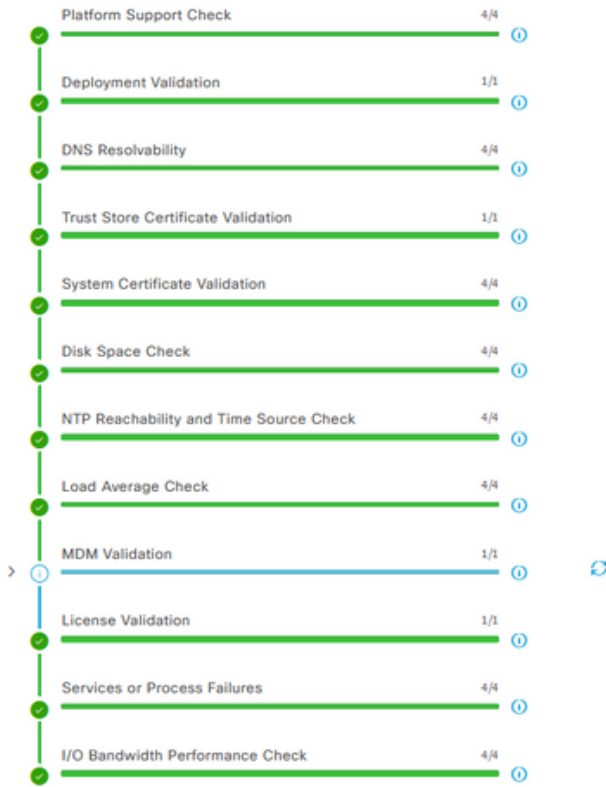 Platform Support Check 4/4
Deployment Validation 1/1
DNS Resolvability 4/4
Trust Store Certificate Validation 1/1
System Certificate Validation 4/4
Disk Space Check 4/4
NTP Reachability and Time Source Check 4/4
Load Average Check 4/4
MDM Validation 1/1
License Validation 1/1
Services or Process Failures 4/4
I/O Bandwidth Performance Check 4/4